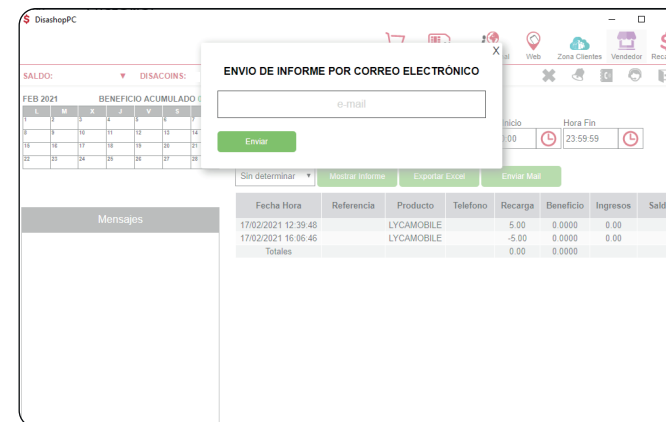 $ DisashopPC
Web
Zona Clientes
Vendedor
X
ENVIO DE INFORME POR CORREO ELECTRÓNICO
e-mail
Enviar
SALDO:
▼ DISACOINS:
FEB 2021
BENEFICIO ACUMULADO
L M X J V S
1 2 3 4 5 6 7
8 9 10 11 12 13 14
15 16 17 18 19 20 21
22 23 24 25 26 27 28
Hora Fin
23:59:59
Sin determinar
Mostrar Informe
Exportar Excel
Enviar Mail
Mensajes
Fecha Hora Referencia Producto Telefono Recarga Beneficio Ingresos
17/02/2021 12:39:48 LYCAMOBILE 5.00 0.0000 0.00
17/02/2021 16:06:46 LYCAMOBILE -5.00 0.0000 0.00
Totales 0.00 0.0000